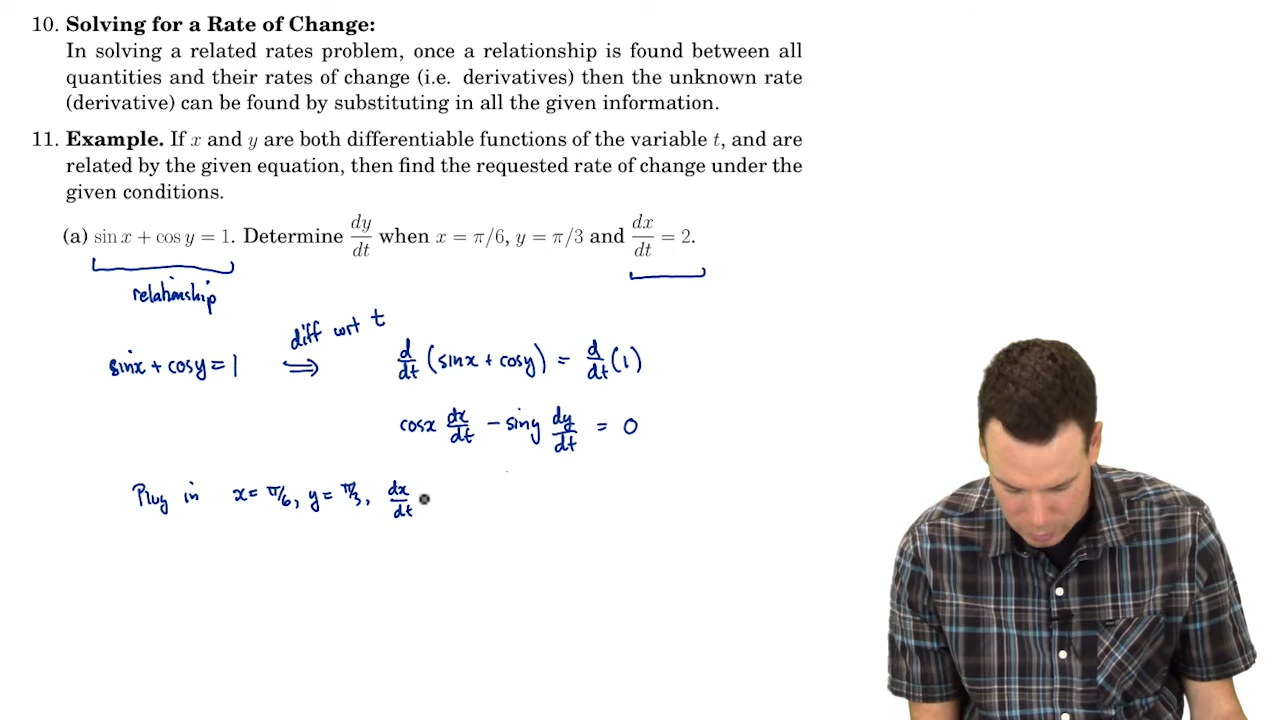 10. Solving for a Rate of Change:
In solving a related rates problem, once a relationship is found between all
quantities and their rates of change (i.e. derivatives) then the unknown rate
(derivative) can be found by substituting in all the given information.
11. Example. If x and y are both differentiable functions of the variable t, and are
related by the given equation, then find the requested rate of change under the
given conditions.
(a) sin x + cos y = 1. Determine dy/dt when x = π/6, y = π/3 and dx/dt = 2.
relationship
diff wrt t
sinx + cosy = 1 ⟹ d/dt (sinx + cosy) = d/dt (1)
cosx dx/dt - siny dy/dt = 0
Plug in x = π/6, y = π/3, dx/dt